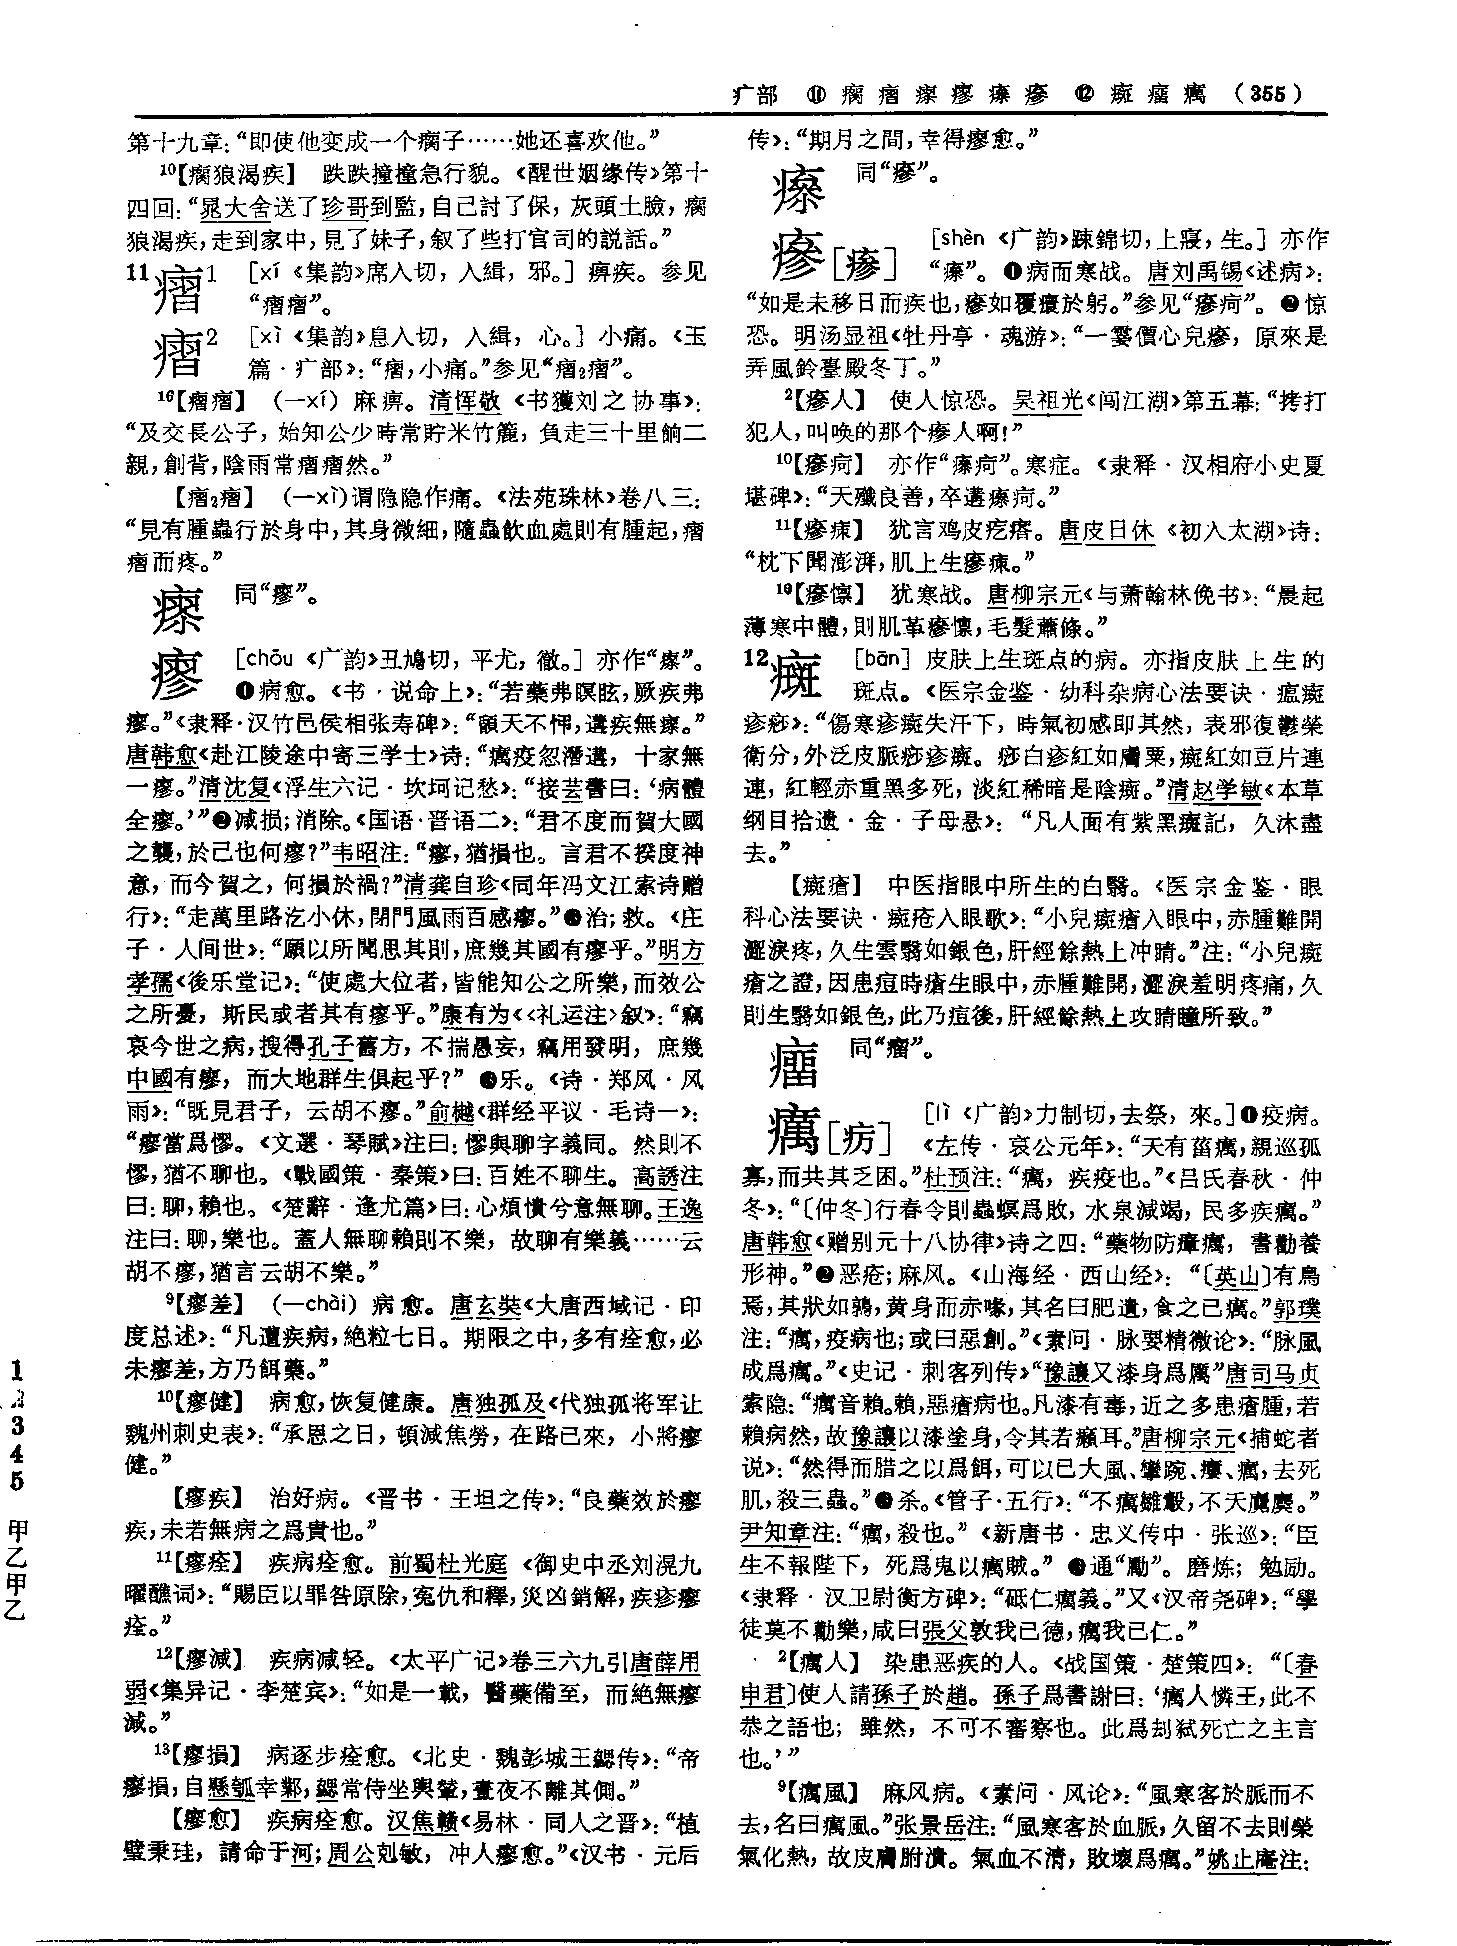 疒部 ⑪ 瘸 瘤 瘝 瘳 瘰 瘮 ⑫ 斑 癅 癘 （355）
第十九章：“即使他变成一个瘸子……她还喜欢他。”
10【瘸狼渴疾】 跌跌撞撞急行貌。《醒世姻缘传》第十
四回：“晁大舍送了珍哥到監，自己討了保，灰頭土臉，瘸
狼渴疾，走到家中，見了妹子，叙了些打官司的説話。”
11 瘤1 [xí《集韵》席入切，入緝，邪。] 痹疾。参见
“瘤瘤”。
瘤2 [xì《集韵》息入切，入緝，心。] 小痛。《玉
篇·疒部》：“瘤，小痛。”参见“瘤2瘤”。
16【瘤瘤】（—xí）麻痹。清恽敬《书獲刘之协事》：
“及交長公子，始知公少時常貯米竹簏，負走三十里餉二
親，創背，陰雨常瘤瘤然。”
【瘤2瘤】（—xì）谓隐隐作痛。《法苑珠林》卷八三：
“見有腫蟲行於身中，其身微細，隨蟲飲血處則有腫起，瘤
瘤而疼。”
同“瘳”。
瘳 [chōu《广韵》丑鳩切，平尤，徹。] 亦作“瘝”。
❶病愈。《书·说命上》：“若藥弗瞑眩，厥疾弗
瘳。”《隶释·汉竹邑侯相张寿碑》：“顗天不惮，遘疾無瘳。”
唐韩愈《赴江陵途中寄三学士》诗：“癘疫忽潛遘，十家無
一瘳。”清沈复《浮生六记·坎坷记愁》：“接芸書曰：‘病體
全瘳。’”❷减损；消除。《国语·晋语二》：“君不度而賀大國
之襲，於己也何瘳？”韦昭注：“瘳，猶損也。言君不揆度神
意，而今賀之，何損於禍？”清龚自珍《同年冯文江索诗赠
行》：“走萬里路汔小休，閉門風雨百感瘳。”❸治；救。《庄
子·人间世》：“願以所聞思其則，庶幾其國有瘳乎。”明方
孝孺《後乐堂记》：“使處大位者，皆能知公之所樂，而效公
之所憂，斯民或者其有瘳乎。”康有为《〈礼运注〉叙》：“竊
哀今世之病，搜得孔子舊方，不揣愚妄，竊用發明，庶幾
中國有瘳，而大地群生俱起乎？” ❹乐。《诗·郑风·风
雨》：“既見君子，云胡不瘳。”俞樾《群经平议·毛诗一》：
“瘳當爲憀。《文選·琴賦》注曰：憀與聊字義同。然則不
憀，猶不聊也。《戰國策·秦策》曰：百姓不聊生。高誘注
曰：聊，賴也。《楚辭·逢尤篇》曰：心煩憒兮意無聊。王逸
注曰：聊，樂也。蓋人無聊賴則不樂，故聊有樂義……云
胡不瘳，猶言云胡不樂。”
9【瘳差】（—chài）病愈。唐玄奘《大唐西域记·印
度总述》：“凡遭疾病，絶粒七日。期限之中，多有痊愈，必
未瘳差，方乃餌藥。”
10【瘳健】 病愈，恢复健康。唐独孤及《代独孤将军让
魏州刺史表》：“承恩之日，頓減焦勞，在路已來，小將瘳
健。”
【瘳疾】 治好病。《晋书·王坦之传》：“良藥效於瘳
疾，未若無病之爲貴也。”
11【瘳痊】 疾病痊愈。前蜀杜光庭《御史中丞刘滉九
曜醮词》：“賜臣以罪咎原除，寃仇和釋，災凶銷解，疾疹瘳
痊。”
12【瘳减】 疾病减轻。《太平广记》卷三六九引唐薛用
弱《集异记·李楚宾》：“如是一載，醫藥備至，而絶無瘳
減。”
13【瘳損】 病逐步痊愈。《北史·魏彭城王勰传》：“帝
瘳損，自懸瓠幸鄴，勰常侍坐輿輦，晝夜不離其側。”
【瘳愈】 疾病痊愈。汉焦赣《易林·同人之晋》：“植
璧秉珪，請命于河；周公剋敏，冲人瘳愈。”《汉书·元后
传》：“期月之間，幸得瘳愈。”
同“瘮”。
瘮[瘆] [shèn《广韵》踈錦切，上寑，生。] 亦作
“瘰”。❶病而寒战。唐刘禹锡《述病》：
“如是未移日而疾也，瘮如覆癀於躬。”参见“瘮疴”。❷惊
恐。明汤显祖《牡丹亭·魂游》：“一霎價心兒瘮，原來是
弄風鈴臺殿冬丁。”
2【瘮人】 使人惊恐。吴祖光《闯江湖》第五幕：“拷打
犯人，叫唤的那个瘮人啊！”
10【瘮疴】 亦作“瘰疴”。寒症。《隶释·汉相府小史夏
堪碑》：“天殲良善，卒遘瘰疴。”
11【瘮㾕】 犹言鸡皮疙瘩。唐皮日休《初入太湖》诗：
“枕下聞澎湃，肌上生瘮㾕。”
16【瘮懍】 犹寒战。唐柳宗元《与萧翰林俛书》：“晨起
薄寒中體，則肌革瘮懍，毛髮蕭條。”
12 [bān] 皮肤上生斑点的病。亦指皮肤上生的
斑点。《医宗金鉴·幼科杂病心法要诀·瘟癍
疹痧》：“傷寒疹癍失汗下，時氣初感即其然，表邪復鬱榮
衛分，外泛皮脈痧疹癍。痧白疹紅如膚粟，癍紅如豆片連
連，紅輕赤重黑多死，淡紅稀暗是陰癍。”清赵学敏《本草
纲目拾遗·金·子母悬》：“凡人面有紫黑癍記，久沐盡
去。”
【癍瘡】 中医指眼中所生的白翳。《医宗金鉴·眼
科心法要诀·癍疮入眼歌》：“小兒癍瘡入眼中，赤腫難開
澀淚疼，久生雲翳如銀色，肝經餘熱上冲睛。”注：“小兒癍
瘡之證，因患痘時瘡生眼中，赤腫難開，澀淚羞明疼痛，久
則生翳如銀色，此乃痘後，肝經餘熱上攻睛瞳所致。”
癅 同“瘤”。
癘[疠] [lì《广韵》力制切，去祭，來。]❶疫病。
《左传·哀公元年》：“天有菑癘，親巡孤
寡，而共其乏困。”杜预注：“癘，疾疫也。”《吕氏春秋·仲
冬》：“〔仲冬〕行春令則蟲螟爲敗，水泉減竭，民多疾癘。”
唐韩愈《赠别元十八协律》诗之四：“藥物防瘴癘，書勸養
形神。”❷恶疮；麻风。《山海经·西山经》：“〔英山〕有鳥
焉，其狀如鶉，黄身而赤喙，其名曰肥遺，食之已癘。”郭璞
注：“癘，疫病也；或曰惡創。”《素问·脉要精微论》：“脉風
成爲癘。”《史记·刺客列传》“豫讓又漆身爲厲”唐司马贞
索隐：“癘音賴。賴，惡瘡病也。凡漆有毒，近之多患瘡腫，若
賴病然，故豫讓以漆塗身，令其若癩耳。”唐柳宗元《捕蛇者
说》：“然得而腊之以爲餌，可以已大風、攣踠、瘻、癘，去死
肌，殺三蟲。”❸杀。《管子·五行》：“不癘雛鷇，不夭麑麌。”
尹知章注：“癘，殺也。”《新唐书·忠义传中·张巡》：“臣
生不報陛下，死爲鬼以癘賊。” ❹通“勵”。磨炼；勉励。
《隶释·汉卫尉衡方碑》：“砥仁癘義。”又《汉帝尧碑》：“學
徒莫不勸樂，咸曰張父敦我已德，癘我已仁。”
2【癘人】 染患恶疾的人。《战国策·楚策四》：“〔春
申君〕使人請孫子於趙。孫子爲書謝曰：‘癘人憐王，此不
恭之語也；雖然，不可不審察也。此爲刦弑死亡之主言
也。’”
9【癘風】 麻风病。《素问·风论》：“風寒客於脈而不
去，名曰癘風。”张景岳注：“風寒客於血脈，久留不去則榮
氣化熱，故皮膚胕潰。氣血不清，敗壞爲癘。”姚止庵注：
1
2
3
4
5
甲
乙
甲
乙